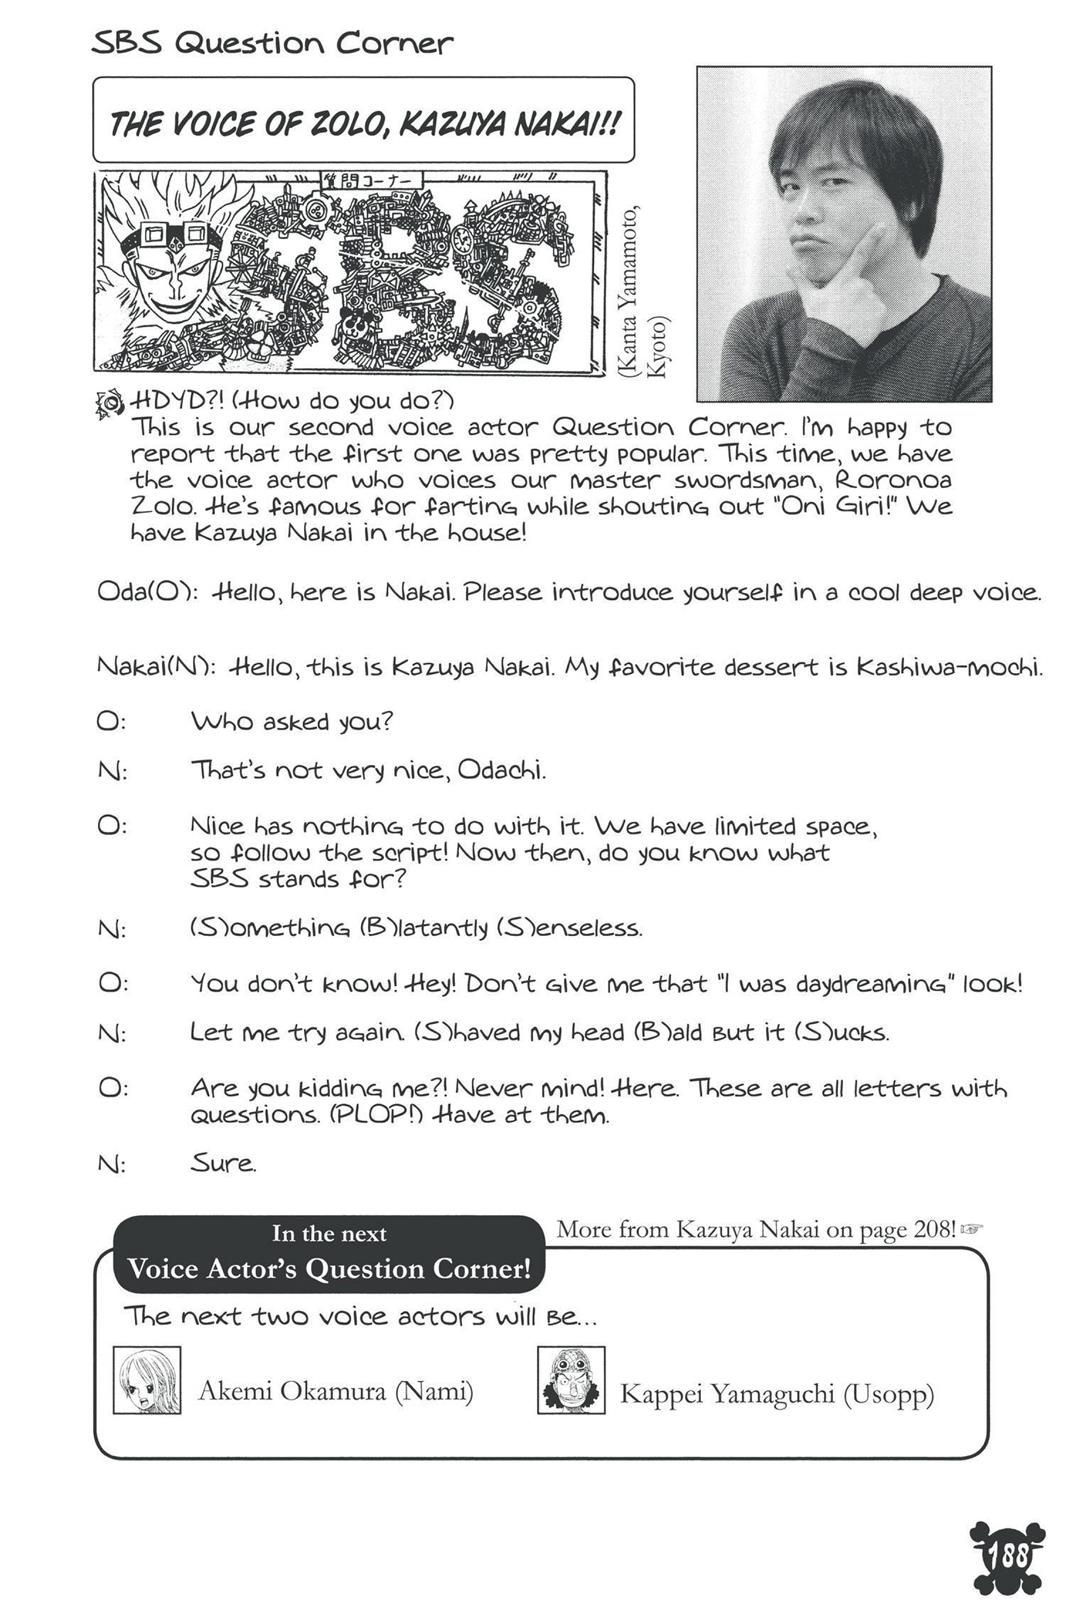 SBS Question Corner
THE VOICE OF ZOLO, KAZUYA NAKAI!!
質問コーナー
SBS
(Kanta Yamamoto,
Kyoto)
HDYD?! (How do you do?)
This is our second voice actor Question Corner. I'm happy to
report that the first one was pretty popular. This time, we have
the voice actor who voices our master swordsman, Roronoa
Zolo. He's famous for farting while shouting out "Oni Giri!" We
have Kazuya Nakai in the house!
Oda(O): Hello, here is Nakai. Please introduce yourself in a cool deep voice.
Nakai(N): Hello, this is Kazuya Nakai. My favorite dessert is Kashiwa-mochi.
O: Who asked you?
N: That's not very nice, Odachi.
O: Nice has nothing to do with it. We have limited space,
so follow the script! Now then, do you know what
SBS stands for?
N: (S)omething (B)latantly (S)enseless.
O: You don't know! Hey! Don't give me that "I was daydreaming" look!
N: Let me try again. (S)haved my head (B)ald but it (S)ucks.
O: Are you kidding me?! Never mind! Here. These are all letters with
questions. (PLOP!) Have at them.
N: Sure.
In the next
Voice Actor's Question Corner!
More from Kazuya Nakai on page 208!☞
The next two voice actors will be...
Akemi Okamura (Nami)
Kappei Yamaguchi (Usopp)
188